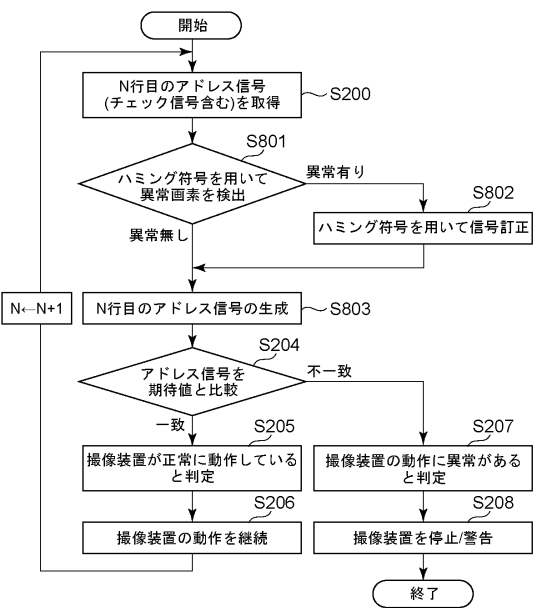 開始
N行目のアドレス信号
(チェック信号含む)を取得
S200
S801
ハミング符号を用いて
異常画素を検出
異常有り
S802
ハミング符号を用いて信号訂正
異常無し
N←N+1
N行目のアドレス信号の生成
S803
S204
アドレス信号を
期待値と比較
不一致
一致
S205
撮像装置が正常に動作している
と判定
S207
撮像装置の動作に異常がある
と判定
S206
撮像装置の動作を継続
S208
撮像装置を停止/警告
終了